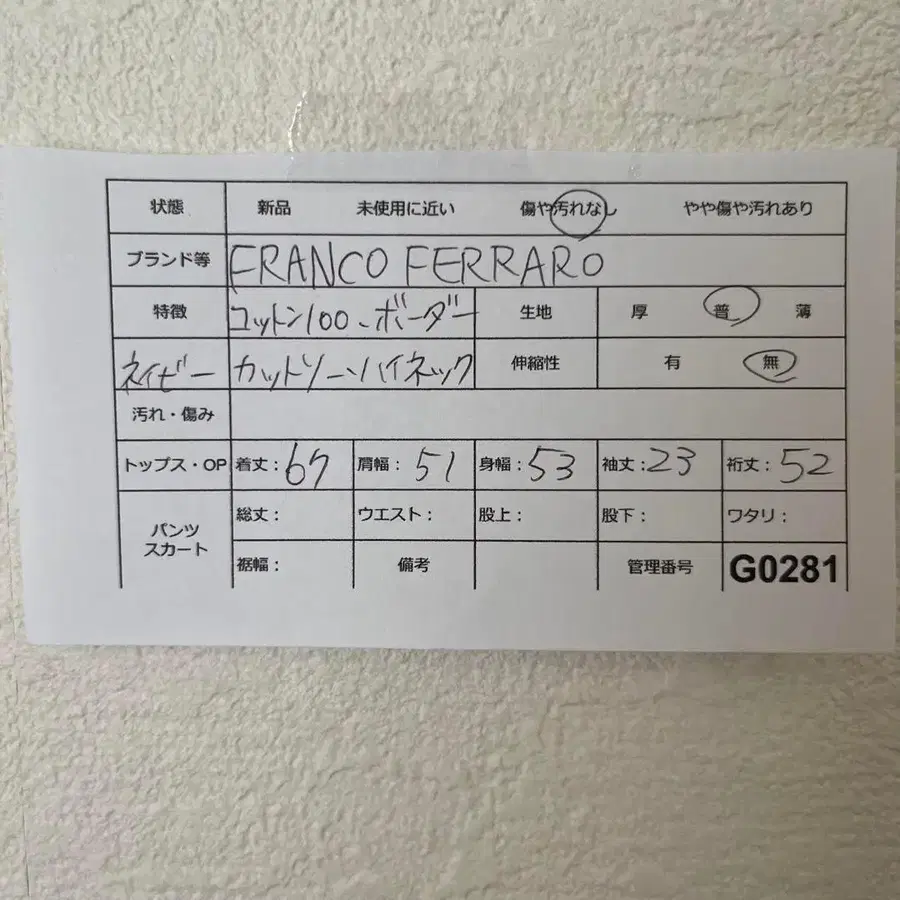 状態 新品 未使用に近い 傷や汚れなし やや傷や汚れあり
ブランド等 FRANCO FERRARO
特徴 コットン100、ボーダー 生地 厚 普 薄
ネイビー カットソーハイネック 伸縮性 有 無
汚れ・傷み
トップス・OP 着丈：67 肩幅：51 身幅：53 袖丈：23 裄丈：52
パンツ スカート 総丈： ウエスト： 股上： 股下： ワタリ：
裾幅： 備考 管理番号 G0281